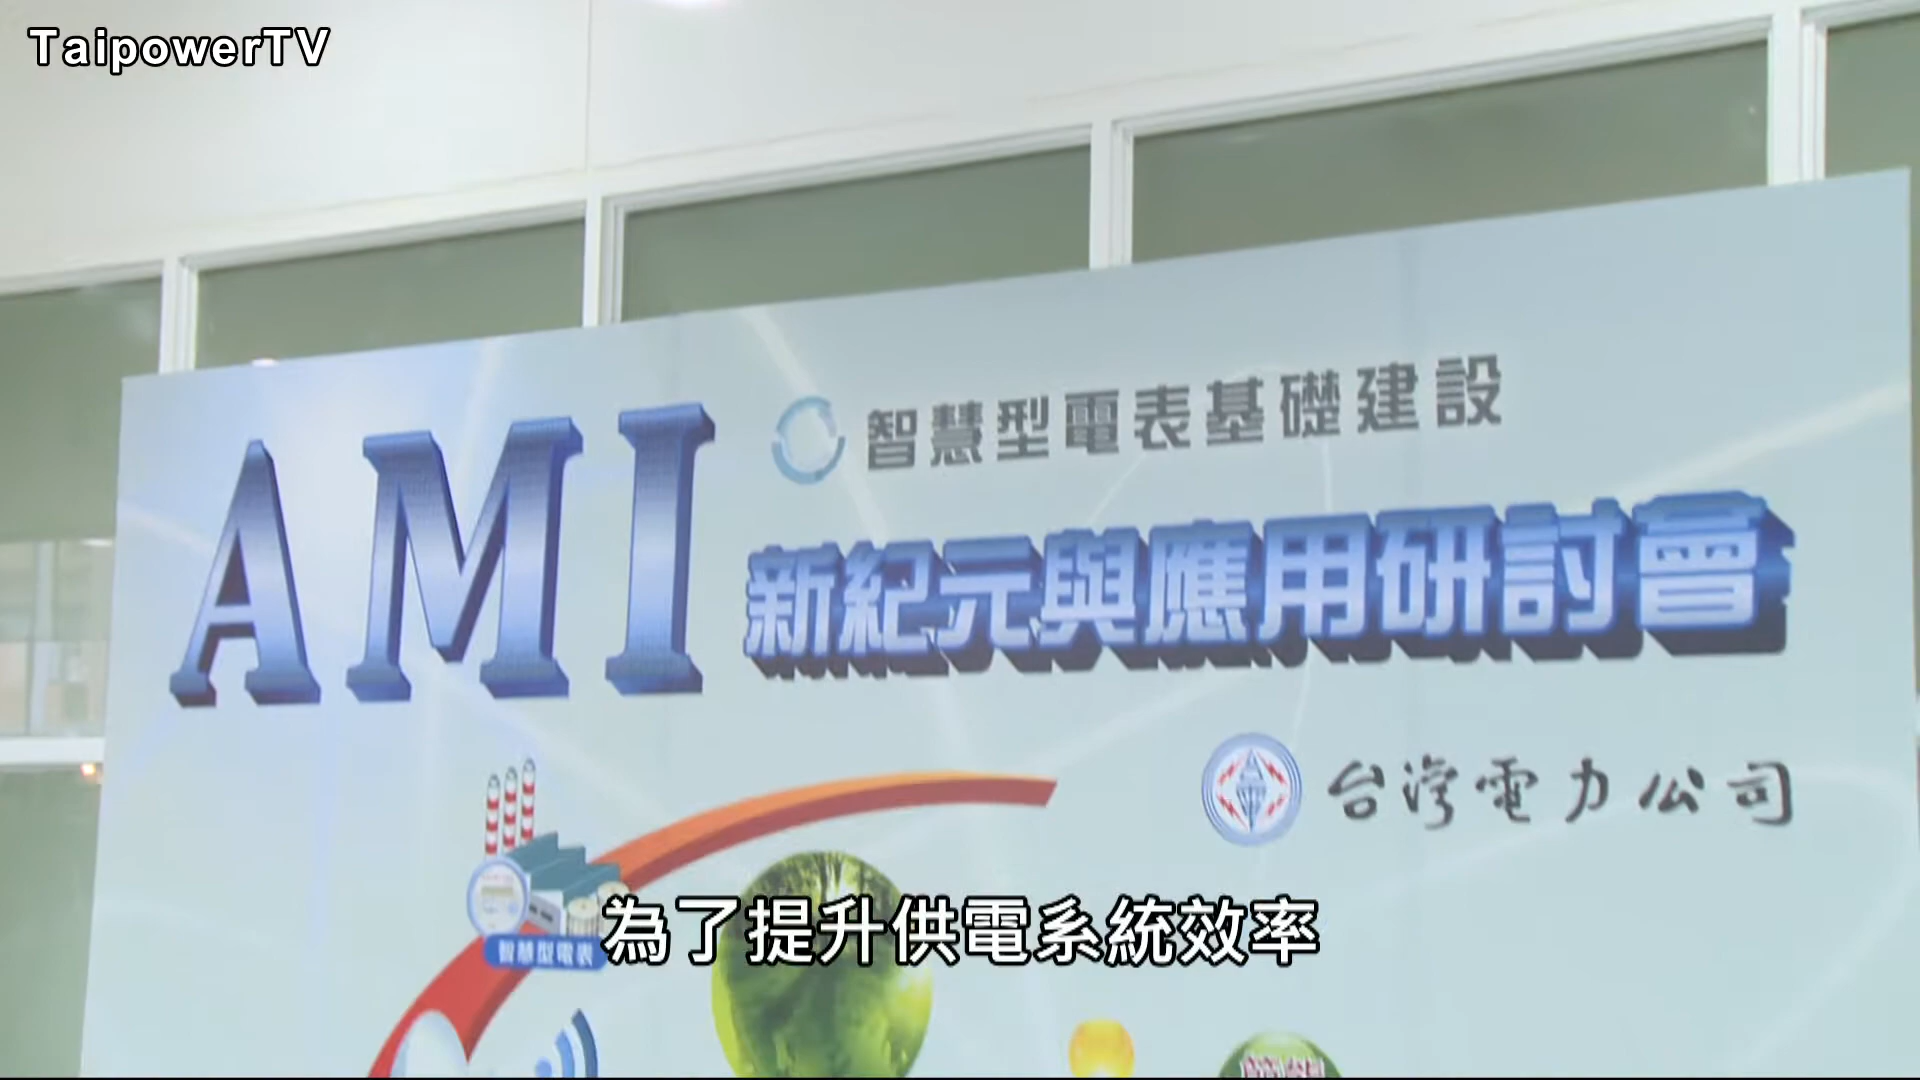 TaipowerTV
智慧型電表基礎建設
AMI
新紀元與應用研討會
台灣電力公司
智慧型電表
為了提升供電系統效率